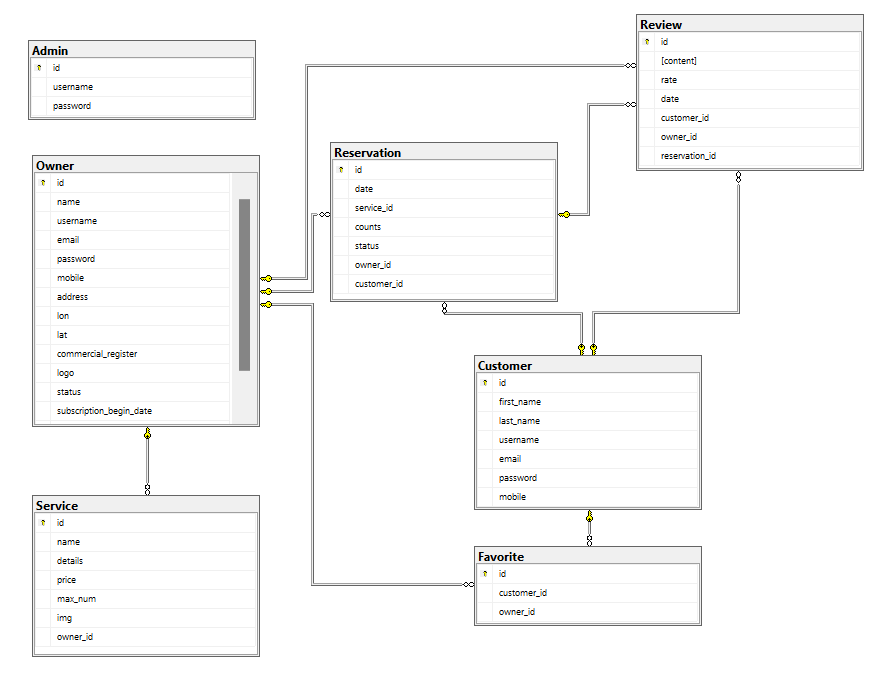 Admin
id
username
password
Owner
id
name
username
email
password
mobile
address
lon
lat
commercial_register
logo
status
subscription_begin_date
Service
id
name
details
price
max_num
img
owner_id
Reservation
id
date
service_id
counts
status
owner_id
customer_id
Review
id
[content]
rate
date
customer_id
owner_id
reservation_id
Customer
id
first_name
last_name
username
email
password
mobile
Favorite
id
customer_id
owner_id